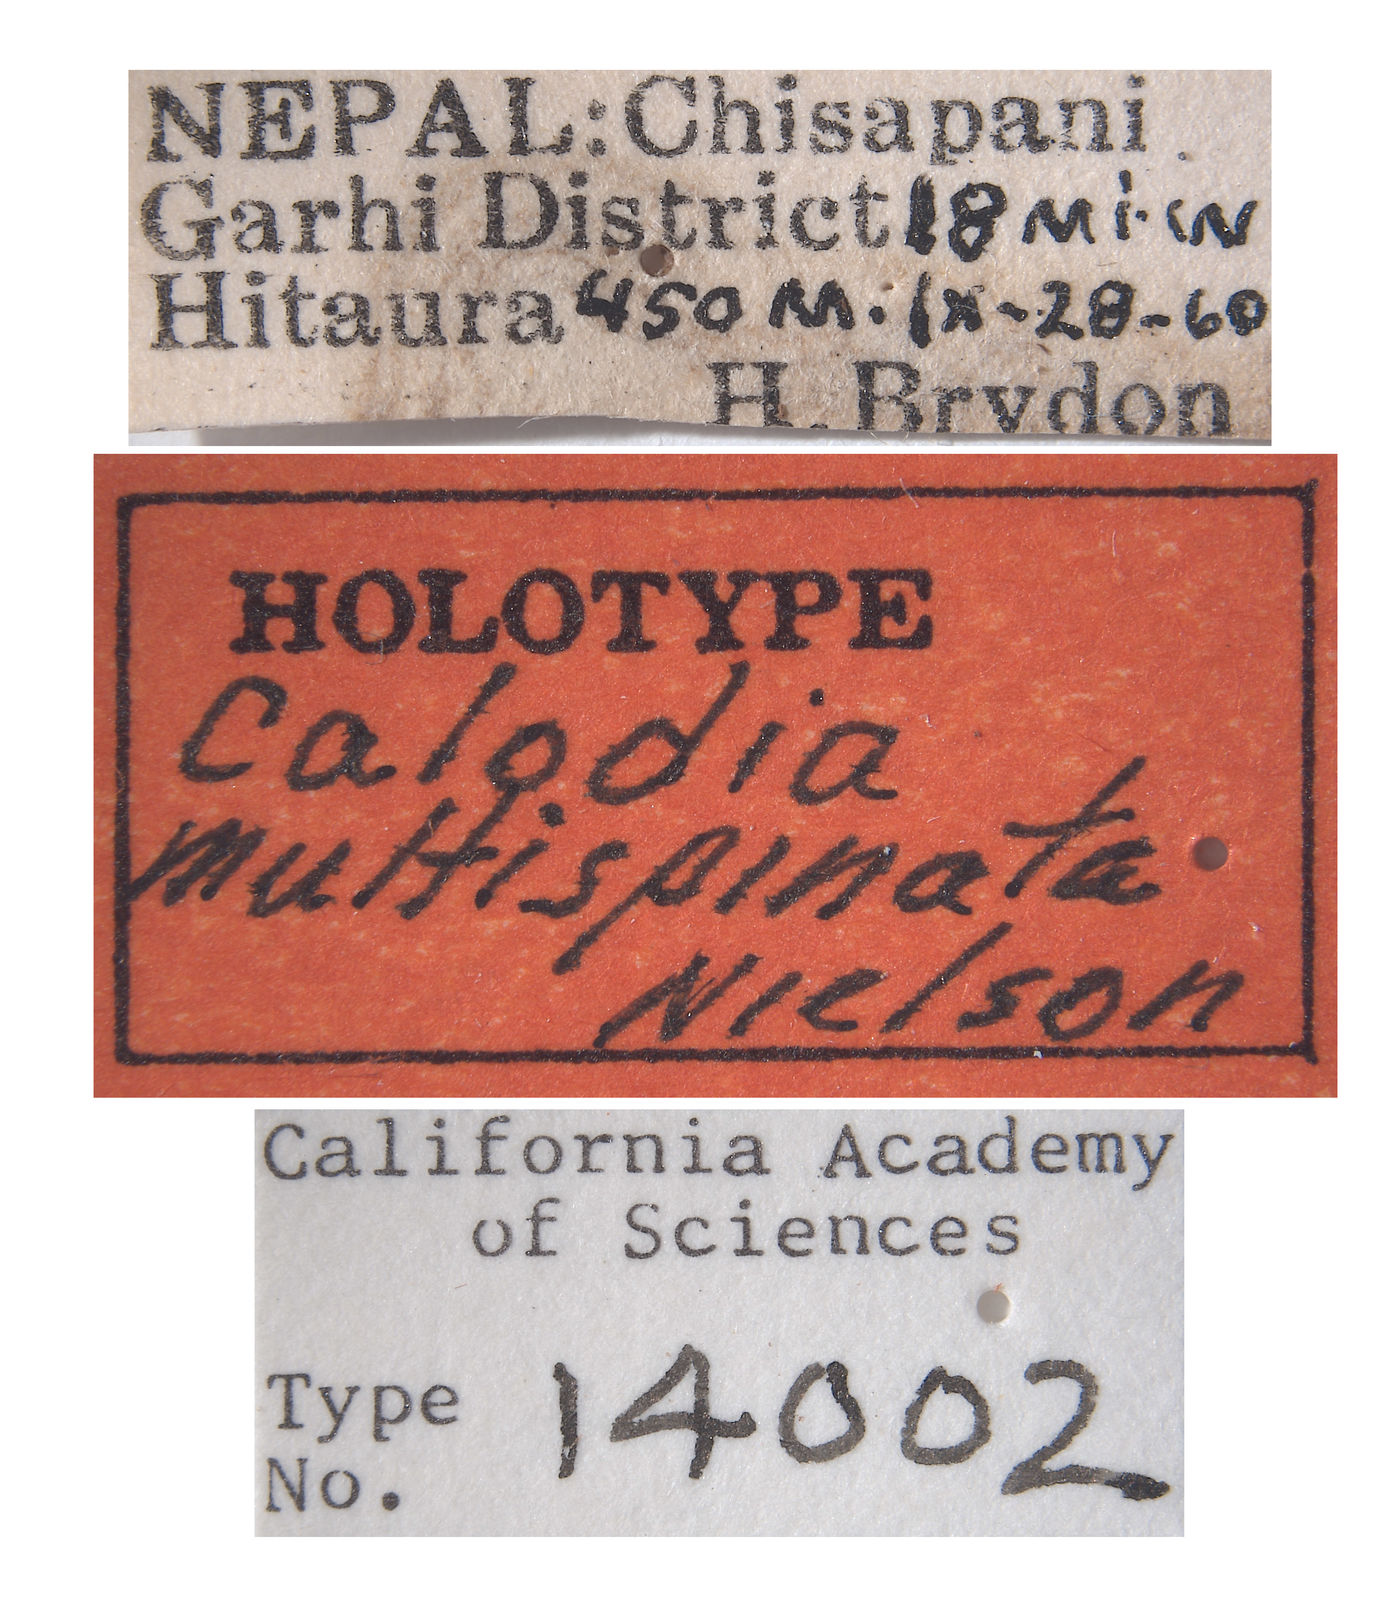 NEPAL: Chisapani.
Garhi District 18 Mi. W
Hitaura 450 M. IX-28-60
H. Brydon
HOLOTYPE
Calodia
multispinata
Nielson
California Academy
of Sciences
Type
No. 14002